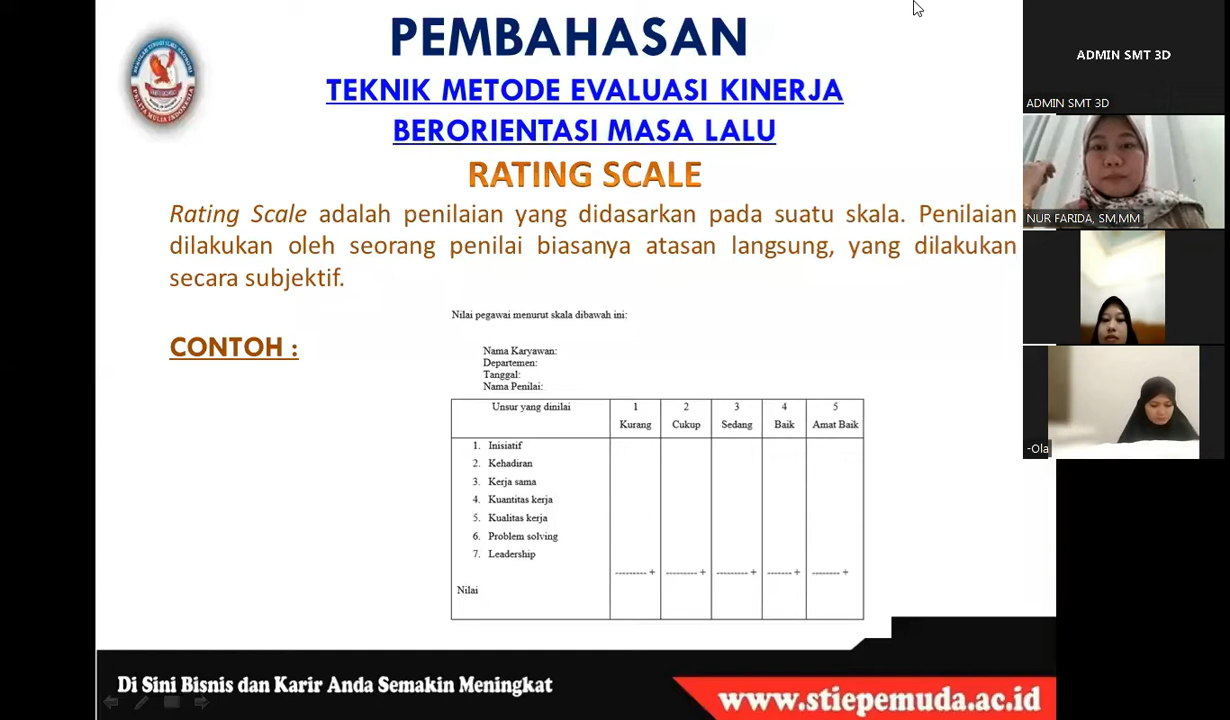 PEMBAHASAN
TEKNIK METODE EVALUASI KINERJA
BERORIENTASI MASA LALU
RATING SCALE
Rating Scale adalah penilaian yang didasarkan pada suatu skala. Penilaian
dilakukan oleh seorang penilai biasanya atasan langsung, yang dilakukan
secara subjektif.
CONTOH :
Nilai pegawai menurut skala dibawah ini:
Nama Karyawan:
Departemen:
Tanggal:
Nama Penilai:
Unsur yang dinilai 1 2 3 4 5
Kurang Cukup Sedang Baik Amat Baik
1. Inisiatif
2. Kehadiran
3. Kerja sama
4. Kuantitas kerja
5. Kualitas kerja
6. Problem solving
7. Leadership
--------- + --------- + --------- + ------- + ------- +
Nilai
Di Sini Bisnis dan Karir Anda Semakin Meningkat
www.stiepemuda.ac.id
ADMIN SMT 3D
ADMIN SMT 3D
NUR FARIDA, SM,MM
-Ola